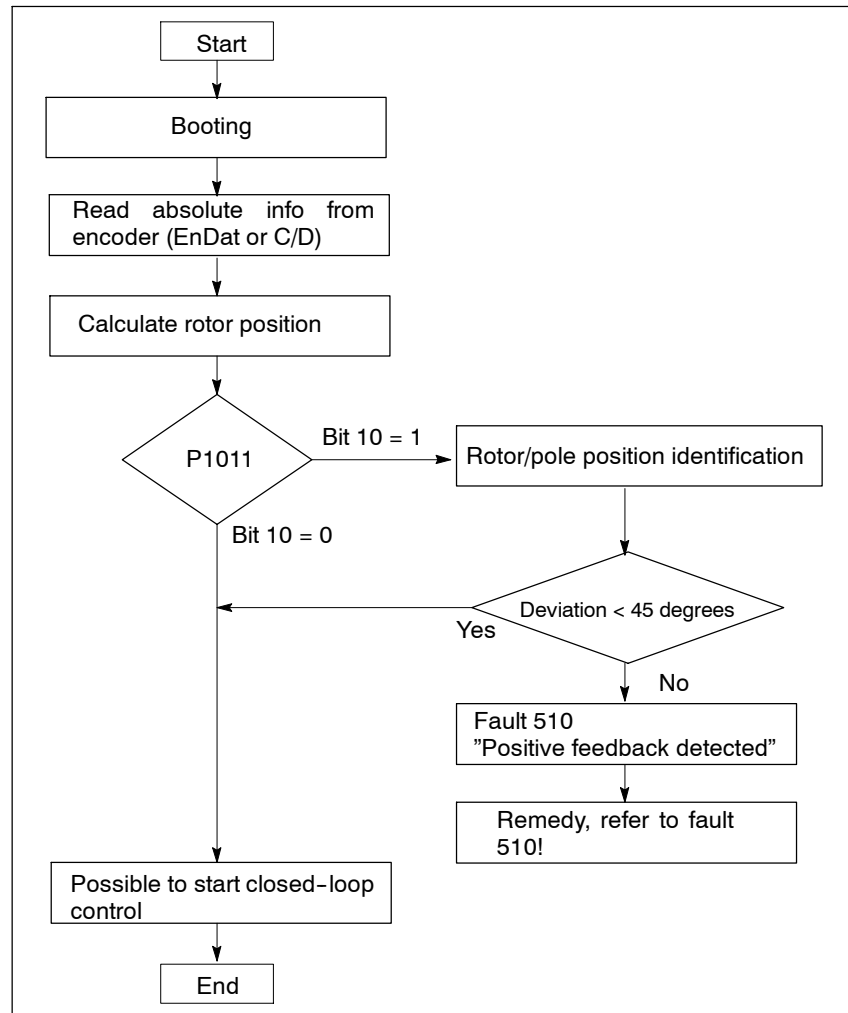 Start
Booting
Read absolute info from
encoder (EnDat or C/D)
Calculate rotor position
P1011
Bit 10 = 1
Rotor/pole position identification
Bit 10 = 0
Deviation < 45 degrees
Yes
No
Fault 510
”Positive feedback detected”
Remedy, refer to fault
510!
Possible to start closed-loop
control
End